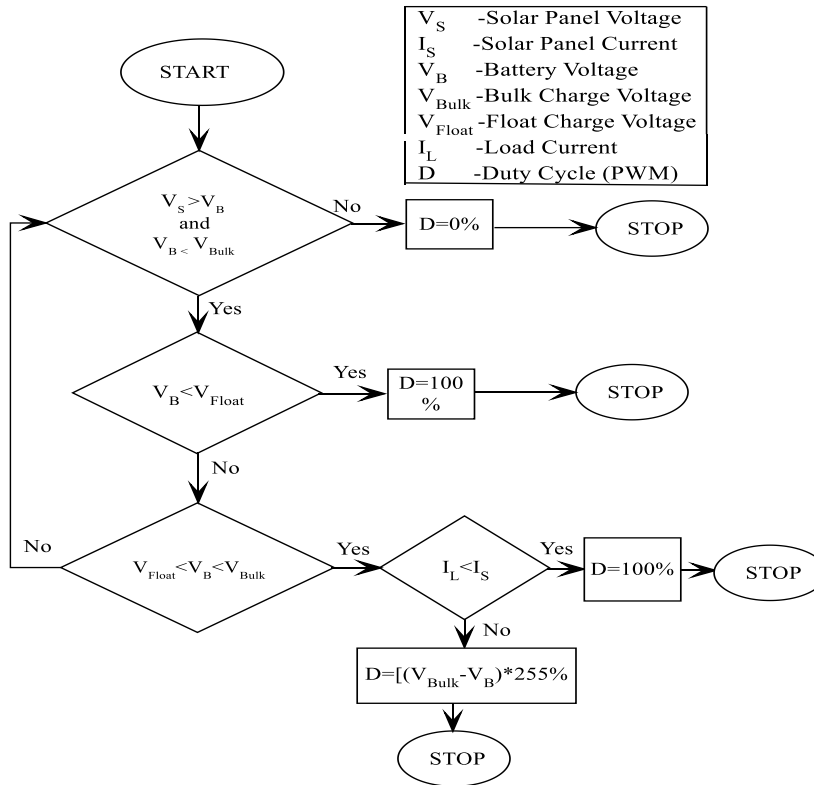 V_S -Solar Panel Voltage
I_S -Solar Panel Current
V_B -Battery Voltage
V_Bulk -Bulk Charge Voltage
V_Float -Float Charge Voltage
I_L -Load Current
D -Duty Cycle (PWM)
START
V_S>V_B
and
V_B < V_Bulk
No
D=0%
STOP
Yes
V_B<V_Float
Yes
D=100
%
STOP
No
No
V_Float<V_B<V_Bulk
Yes
I_L<I_S
Yes
D=100%
STOP
No
D=[(V_Bulk-V_B)*255%
STOP